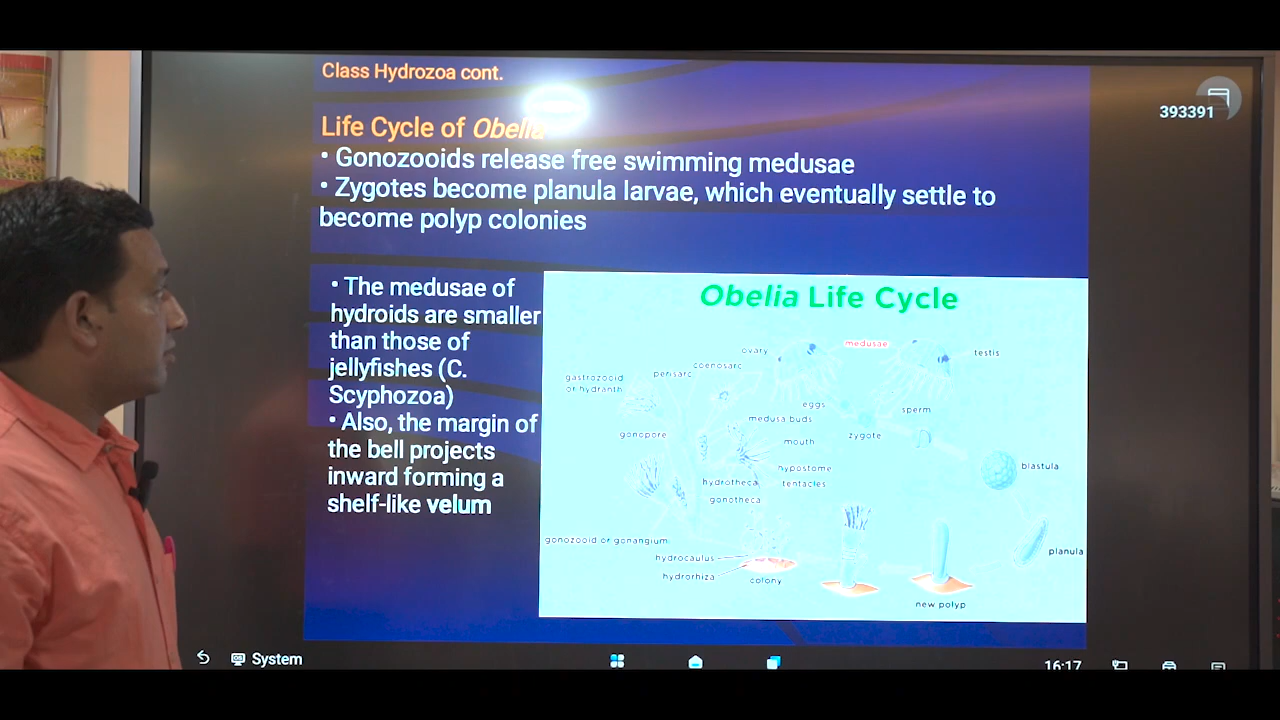 Class Hydrozoa cont.
393391
Life Cycle of Obelia
• Gonozooids release free swimming medusae
• Zygotes become planula larvae, which eventually settle to
become polyp colonies
• The medusae of
hydroids are smaller
than those of
jellyfishes (C.
Scyphozoa)
• Also, the margin of
the bell projects
inward forming a
shelf-like velum
Obelia Life Cycle
ovary
medusae
testis
coenosarc
perisarc
gastrozooid
or hydranth
eggs
sperm
medusa buds
gonopore
mouth
zygote
hypostome
blastula
hydrotheca
tentacles
gonotheca
gonozooid or gonangium
planula
hydrocaulus
hydrorhiza
colony
new polyp
System
16:17